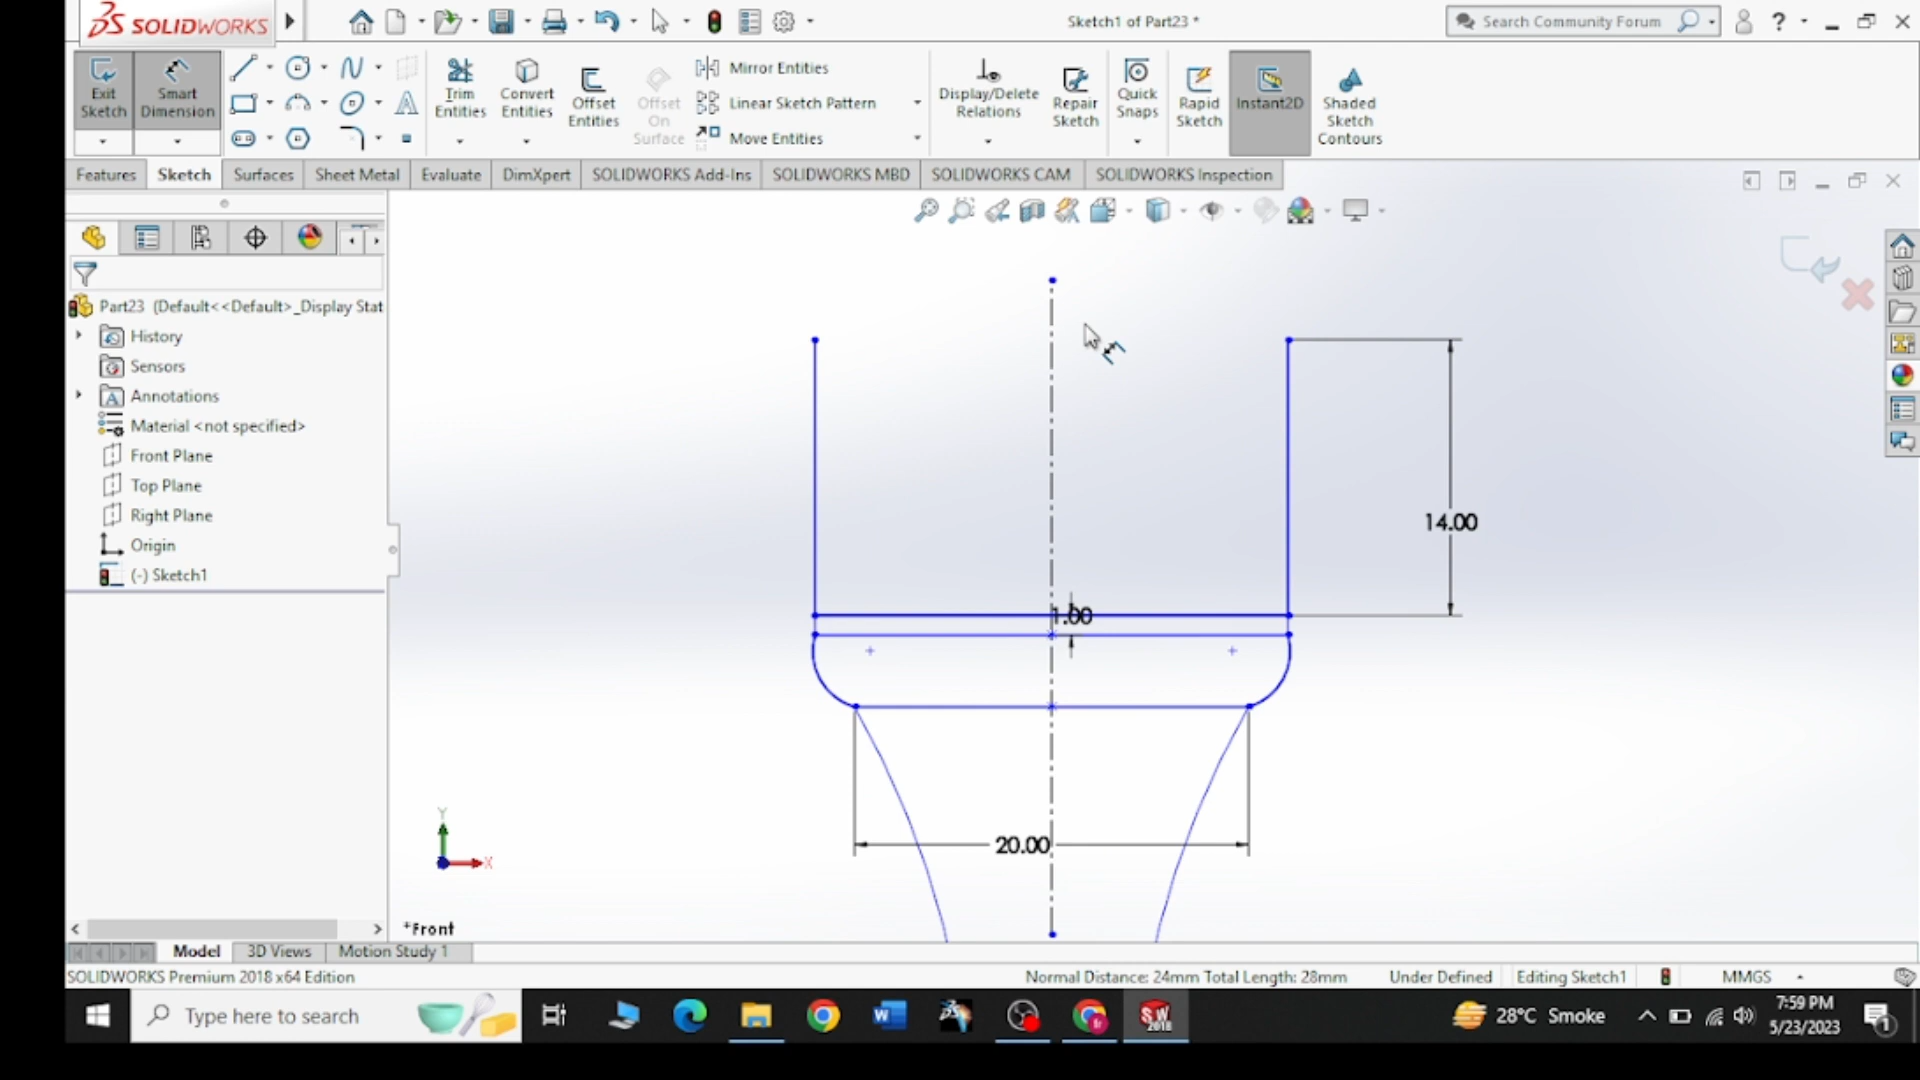 SOLIDWORKS
Sketch1 of Part23 *
Search Community Forum
?
Exit Sketch
Smart Dimension
Trim Entities
Convert Entities
Offset Entities
Offset On Surface
Mirror Entities
Linear Sketch Pattern
Move Entities
Display/Delete Relations
Repair Sketch
Quick Snaps
Rapid Sketch
Instant2D
Shaded Sketch Contours
Features
Sketch
Surfaces
Sheet Metal
Evaluate
DimXpert
SOLIDWORKS Add-Ins
SOLIDWORKS MBD
SOLIDWORKS CAM
SOLIDWORKS Inspection
Part23 (Default<<Default>_Display Stat
History
Sensors
Annotations
Material <not specified>
Front Plane
Top Plane
Right Plane
Origin
(-) Sketch1
14.00
1.00
20.00
Y
X
*Front
Model
3D Views
Motion Study 1
SOLIDWORKS Premium 2018 x64 Edition
Normal Distance: 24mm Total Length: 28mm
Under Defined
Editing Sketch1
MMGS
Type here to search
SW
2018
28°C Smoke
7:59 PM
5/23/2023
1